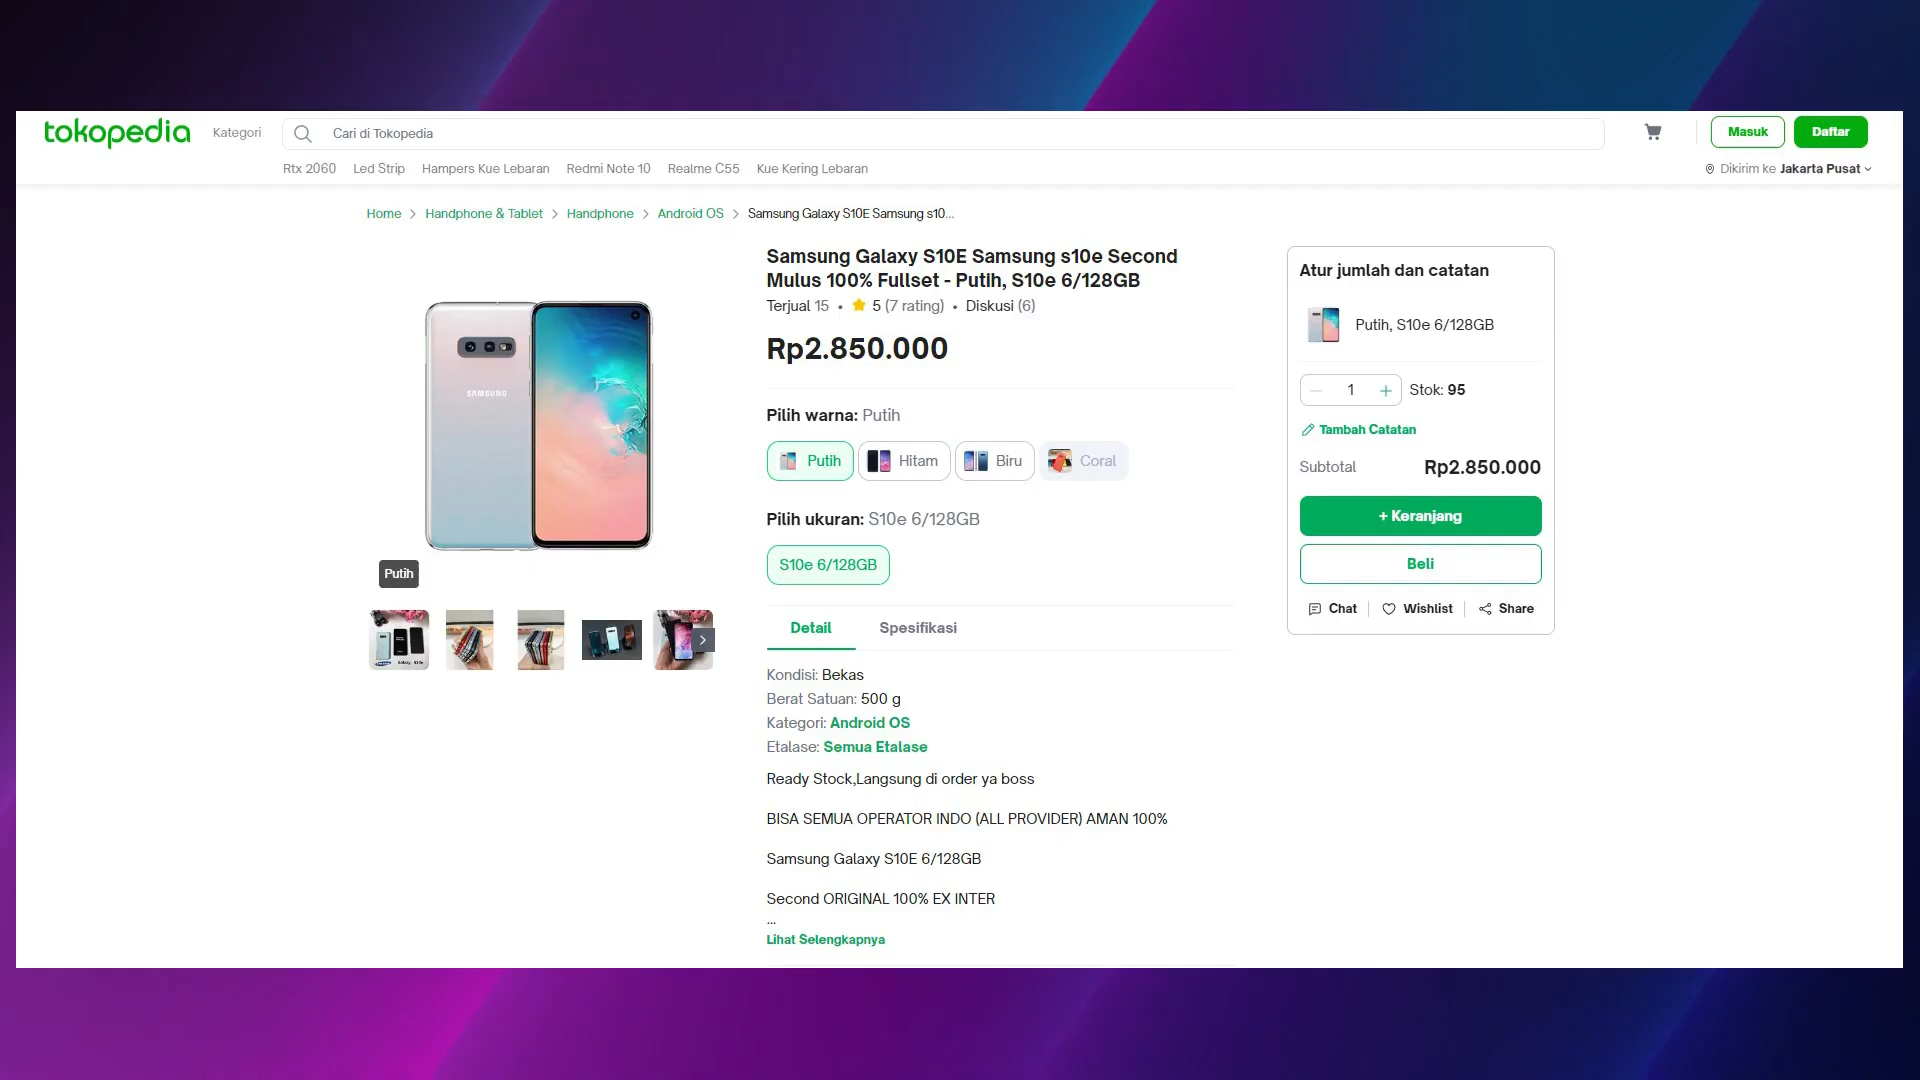 tokopedia
Kategori
Cari di Tokopedia
Masuk
Daftar
Rtx 2060
Led Strip
Hampers Kue Lebaran
Redmi Note 10
Realme C55
Kue Kering Lebaran
Dikirim ke Jakarta Pusat
Home > Handphone & Tablet > Handphone > Android OS > Samsung Galaxy S10E Samsung s10...
SAMSUNG
Putih
Galaxy S10e
Samsung Galaxy S10E Samsung s10e Second
Mulus 100% Fullset - Putih, S10e 6/128GB
Terjual 15 • 5 (7 rating) • Diskusi (6)
Rp2.850.000
Pilih warna: Putih
Putih
Hitam
Biru
Coral
Pilih ukuran: S10e 6/128GB
S10e 6/128GB
Detail
Spesifikasi
Kondisi: Bekas
Berat Satuan: 500 g
Kategori: Android OS
Etalase: Semua Etalase
Ready Stock,Langsung di order ya boss
BISA SEMUA OPERATOR INDO (ALL PROVIDER) AMAN 100%
Samsung Galaxy S10E 6/128GB
Second ORIGINAL 100% EX INTER
...
Lihat Selengkapnya
Atur jumlah dan catatan
Putih, S10e 6/128GB
1
Stok: 95
Tambah Catatan
Subtotal
Rp2.850.000
+ Keranjang
Beli
Chat
Wishlist
Share